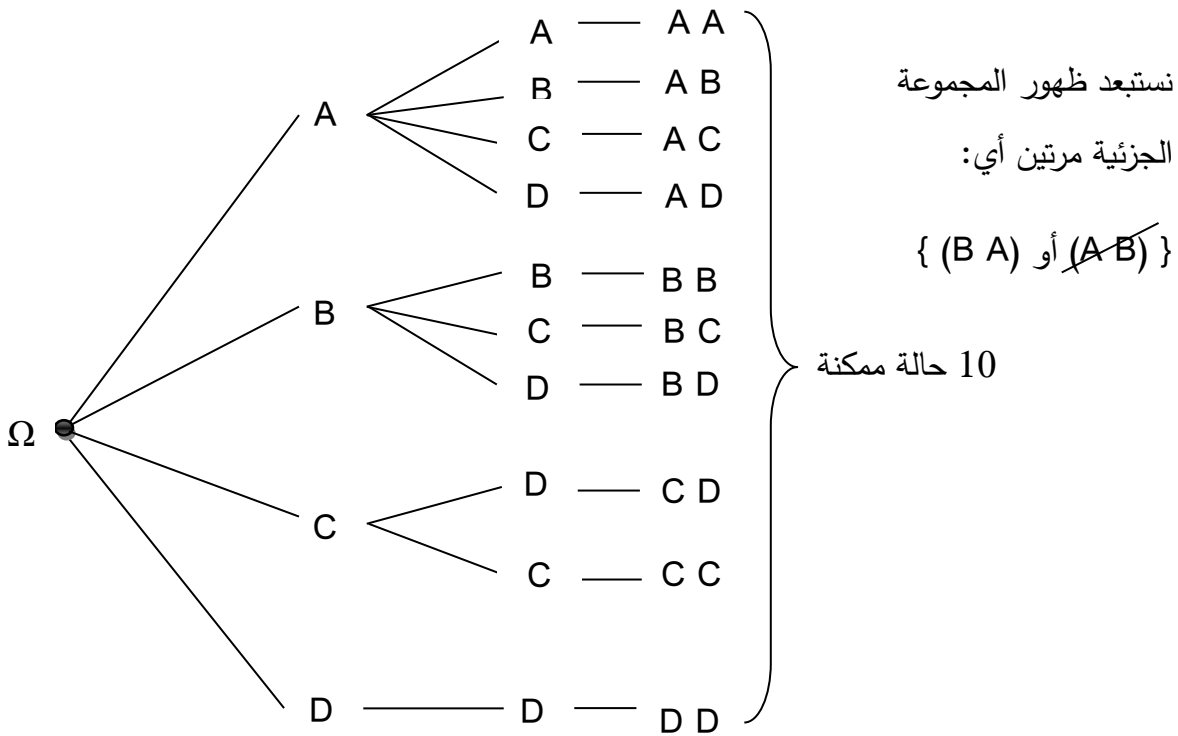 A A A
B A B
C A C
A
D A D
B B B
B
C B C
D B D
Ω
D C D
C
C C C
D D D D
نستبعد ظهور المجموعة
الجزئية مرتين أي:
{ (A B) أو (B A) }
10 حالة ممكنة